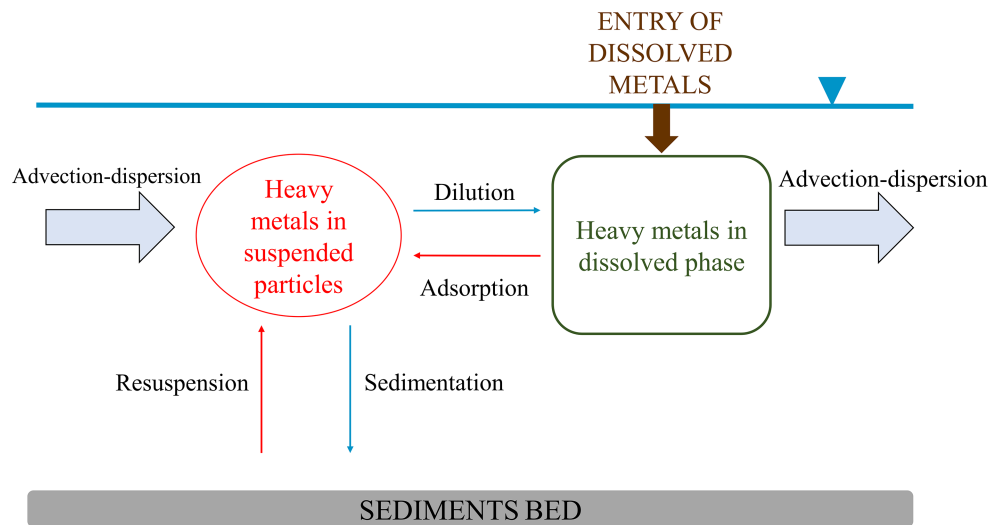 ENTRY OF
DISSOLVED
METALS
Advection-dispersion
Heavy
metals in
suspended
particles
Dilution
Adsorption
Heavy metals in
dissolved phase
Advection-dispersion
Resuspension
Sedimentation
SEDIMENTS BED